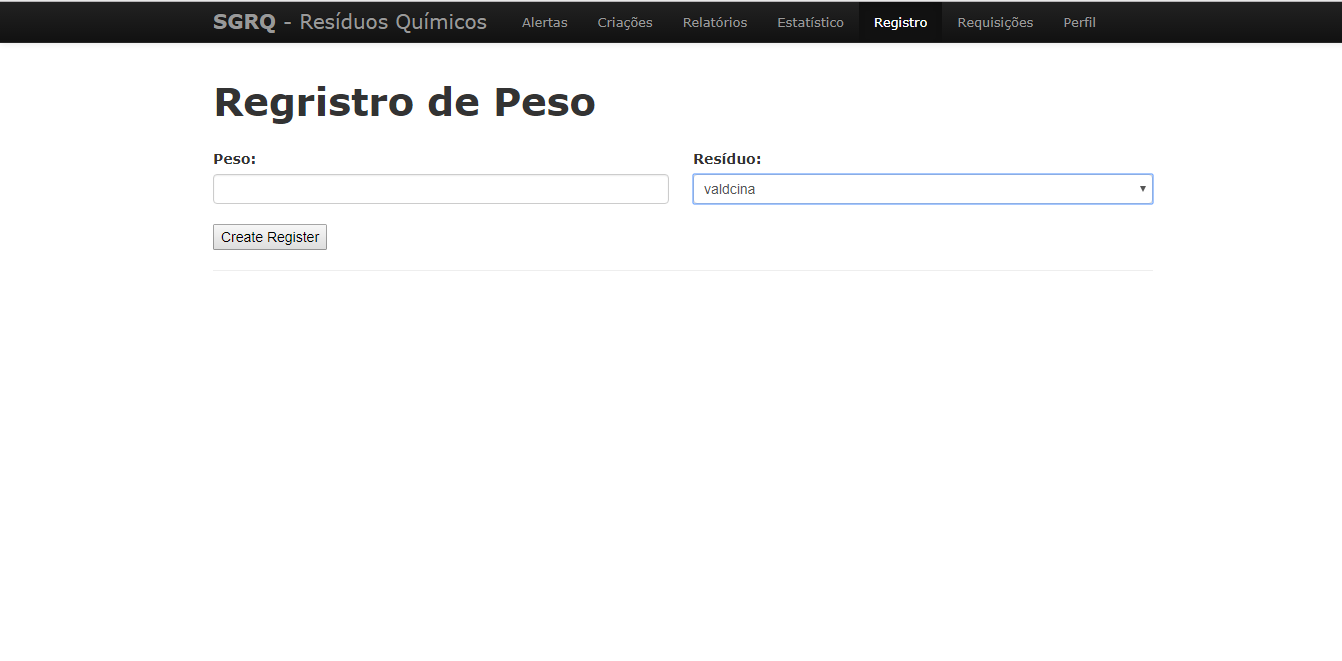 SGRQ - Resíduos Químicos Alertas Criações Relatórios Estatístico Registro Requisições Perfil
Regristro de Peso
Peso: Resíduo:
valdcina
Create Register